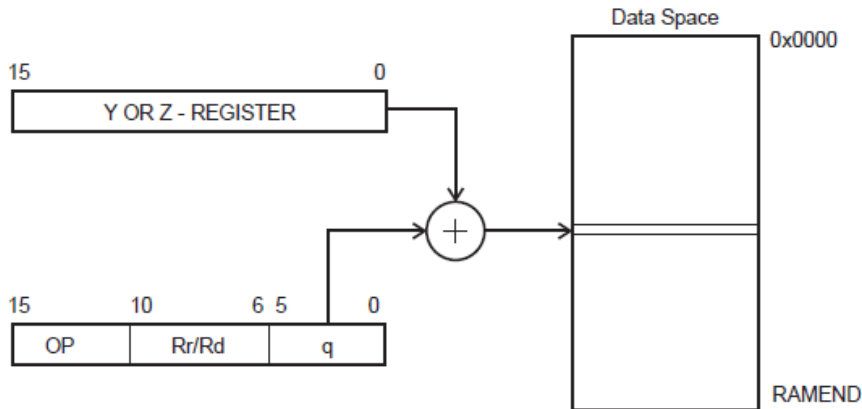 Data Space
0x0000
15 0
Y OR Z - REGISTER
+
15 10 6 5 0
OP Rr/Rd q
RAMEND